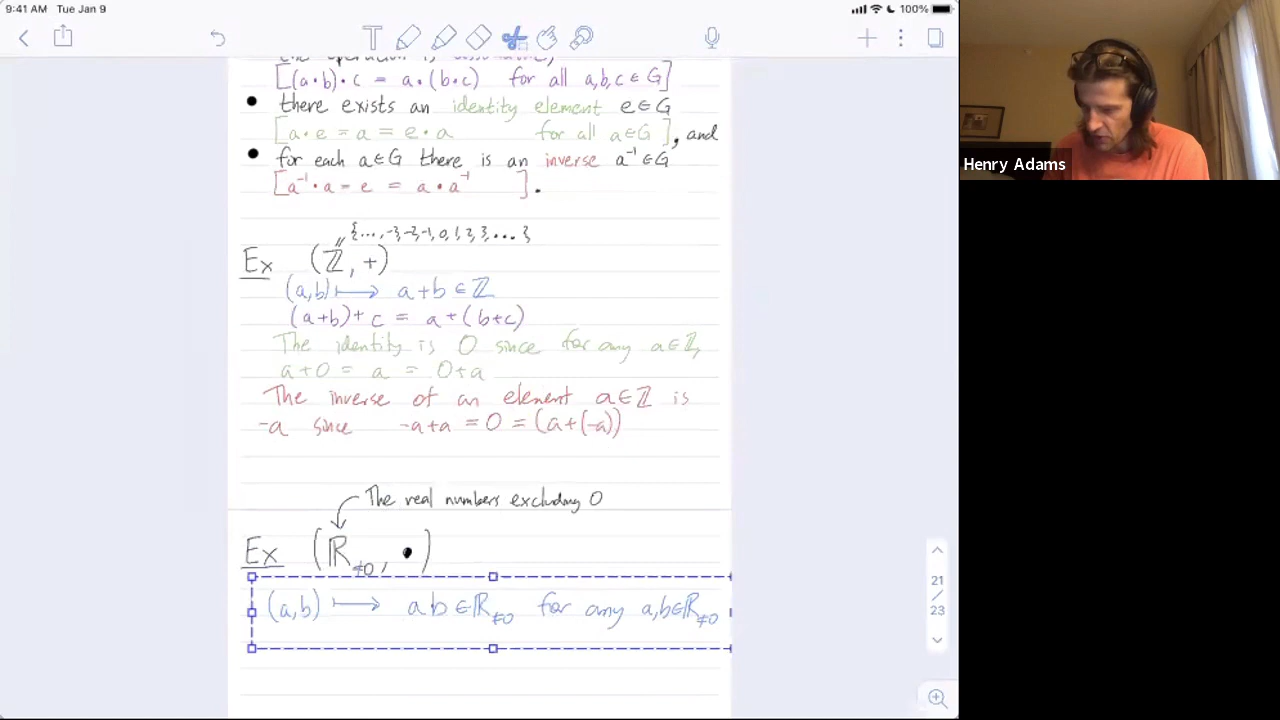 9:41 AM Tue Jan 9
100%
[(a•b)•c = a•(b•c) for all a,b,c ∈ G]
• there exists an identity element e ∈ G
[a•e = a = e•a for all a ∈ G], and
• for each a ∈ G there is an inverse a⁻¹ ∈ G
[a⁻¹•a = e = a•a⁻¹ ].
{..., -3, -2, -1, 0, 1, 2, 3, ...}
Ex (ℤ, +)
(a,b) ⟼ a+b ∈ ℤ
(a+b)+c = a+(b+c)
The identity is 0 since for any a ∈ ℤ,
a+0 = a = 0+a
The inverse of an element a ∈ ℤ is
-a since -a+a = 0 = (a+(-a))
The real numbers excluding 0
Ex (ℝ≠0, •)
(a,b) ⟼ ab ∈ ℝ≠0 for any a,b ∈ ℝ≠0
21
/
23
Henry Adams